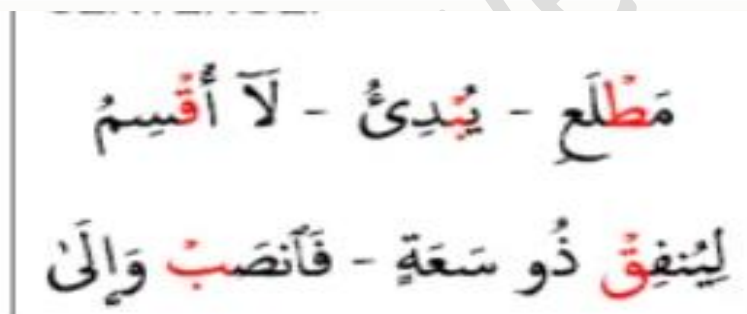 مَطْلَعِ - يُبْدِئُ - لَآ أُقْسِمُ
لِيُنفِقْ ذُو سَعَةٍ - فَٱنصَبْ وَإِلَىٰ